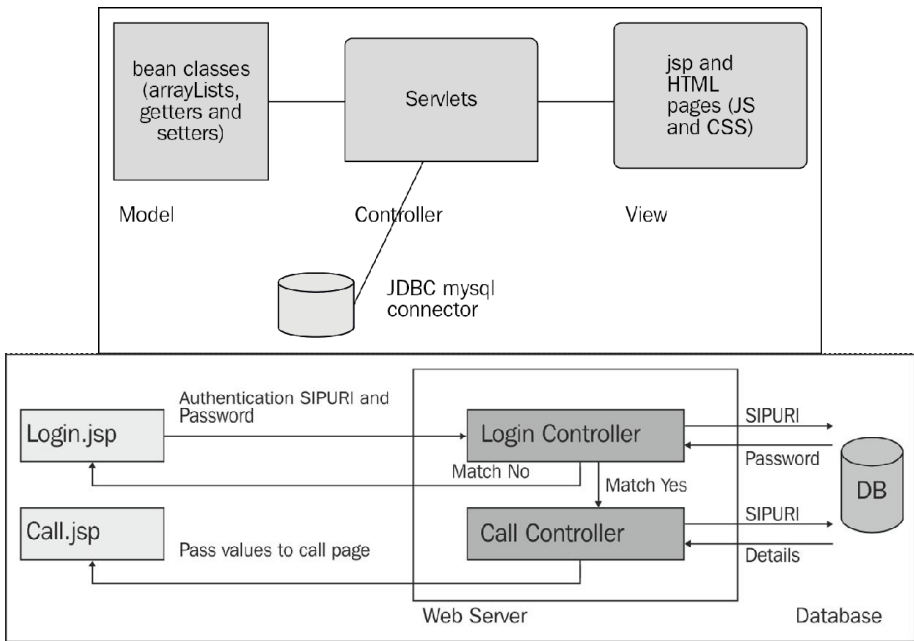 bean classes
(arrayLists,
getters and
setters)
Servlets
jsp and
HTML
pages (JS
and CSS)
Model
Controller
View
JDBC mysql
connector
Authentication SIPURI and
Password
Login.jsp
Login Controller
SIPURI
Password
Match No
Match Yes
DB
Call.jsp
Call Controller
SIPURI
Details
Pass values to call page
Web Server
Database